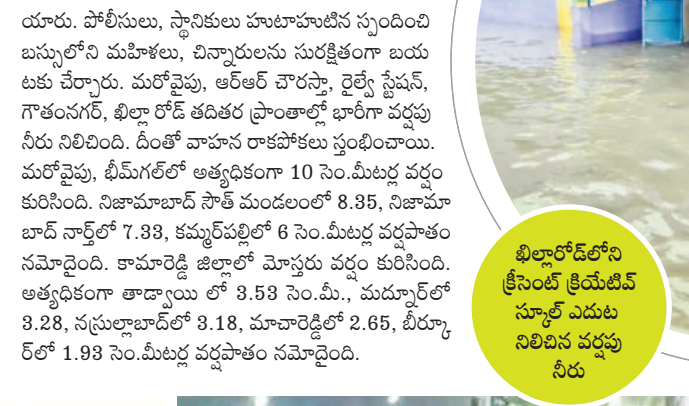 యారు. పోలీసులు, స్థానికులు హుటాహుటిన స్పందించి
బస్సులోని మహిళలు, చిన్నారులను సురక్షితంగా బయ
టకు చేర్చారు. మరోవైపు, ఆర్ఆర్ చౌరస్తా, రైల్వే స్టేషన్,
గౌతంనగర్, ఖిల్లా రోడ్ తదితర ప్రాంతాల్లో భారీగా వర్షపు
నీరు నిలిచింది. దీంతో వాహన రాకపోకలు స్తంభించాయి.
మరోవైపు, భీమ్‌గల్‌లో అత్యధికంగా 10 సెం.మీటర్ల వర్షం
కురిసింది. నిజామాబాద్ సౌత్ మండలంలో 8.35, నిజామా
బాద్ నార్త్‌లో 7.33, కమ్మర్‌పల్లిలో 6 సెం.మీటర్ల వర్షపాతం
నమోదైంది. కామారెడ్డి జిల్లాలో మోస్తరు వర్షం కురిసింది.
అత్యధికంగా తాడ్వాయి లో 3.53 సెం.మీ., మద్నూర్‌లో
3.28, నస్రుల్లాబాద్‌లో 3.18, మాచారెడ్డిలో 2.65, బీర్కూ
ర్‌లో 1.93 సెం.మీటర్ల వర్షపాతం నమోదైంది.
ఖిల్లారోడ్‌లోని
క్రీసెంట్ క్రియేటివ్
స్కూల్ ఎదుట
నిలిచిన వర్షపు
నీరు